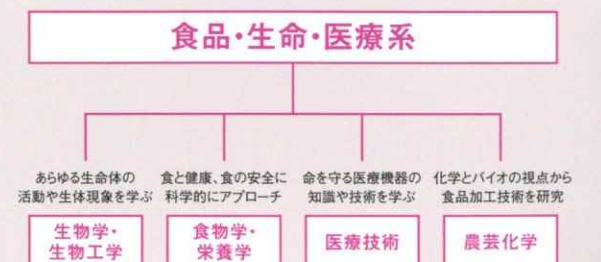 食品・生命・医療系
あらゆる生命体の
活動や生体現象を学ぶ
生物学・
生物工学
食と健康、食の安全に
科学的にアプローチ
食物学・
栄養学
命を守る医療機器の
知識や技術を学ぶ
医療技術
化学とバイオの視点から
食品加工技術を研究
農芸化学